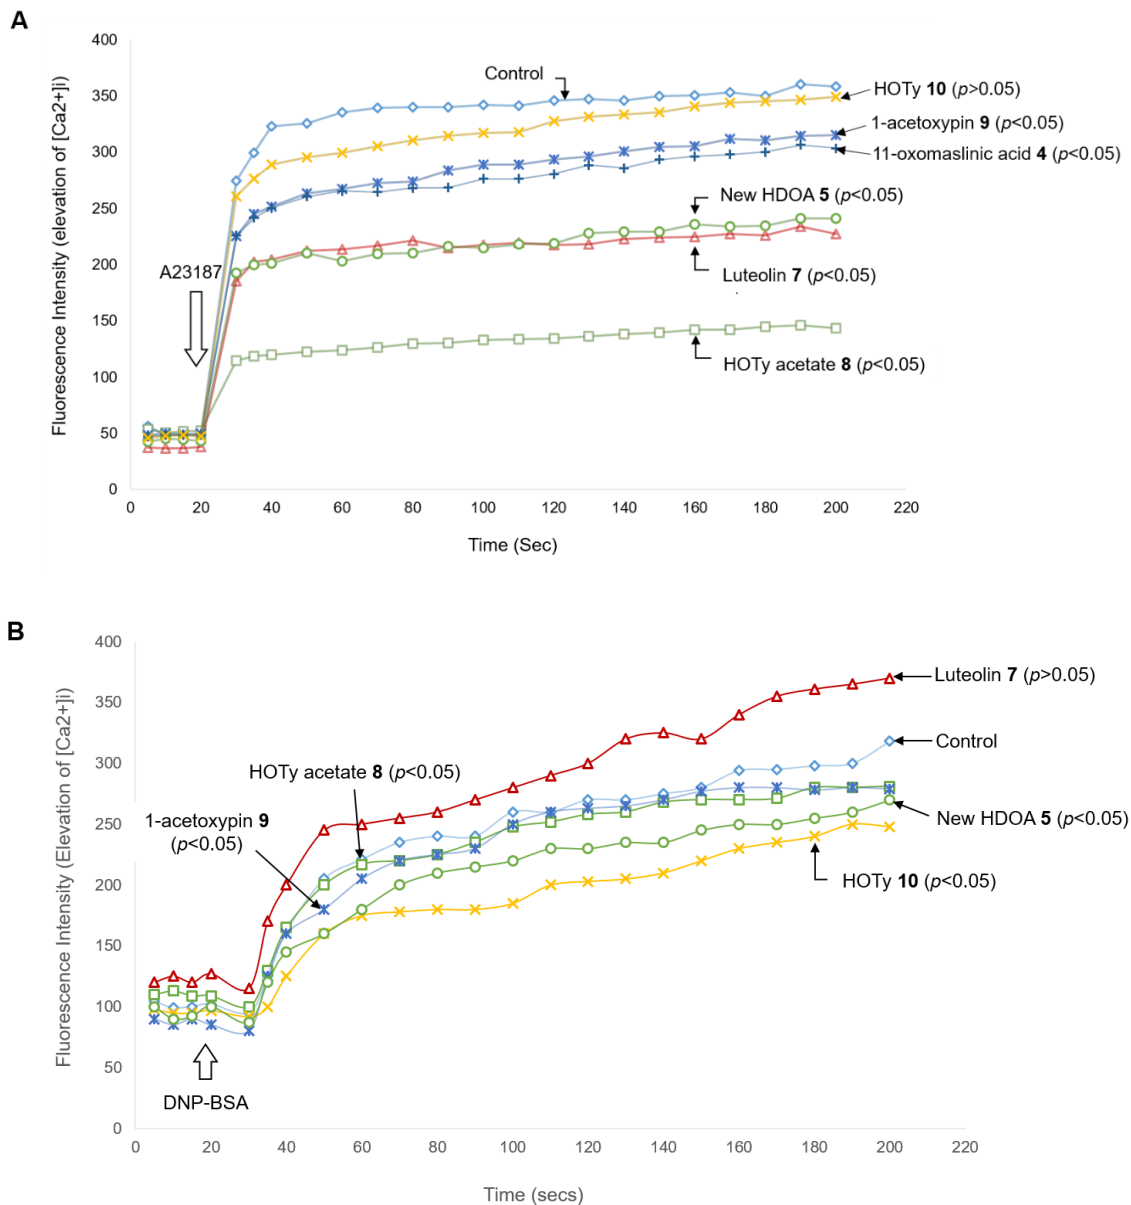 A
Fluorescence Intensity (elevation of [Ca2+]i)
400
350
300
250
200
150
100
50
0
0 20 40 60 80 100 120 140 160 180 200 220
Time (Sec)
A23187
Control
HOTy 10 (p>0.05)
1-acetoxypin 9 (p<0.05)
11-oxomaslinic acid 4 (p<0.05)
New HDOA 5 (p<0.05)
Luteolin 7 (p<0.05)
HOTy acetate 8 (p<0.05)
B
Fluorescence Intensity (Elevation of [Ca2+]i)
400
350
300
250
200
150
100
50
0
0 20 40 60 80 100 120 140 160 180 200 220
Time (secs)
DNP-BSA
Luteolin 7 (p>0.05)
Control
HOTy acetate 8 (p<0.05)
1-acetoxypin 9
(p<0.05)
New HDOA 5 (p<0.05)
HOTy 10 (p<0.05)